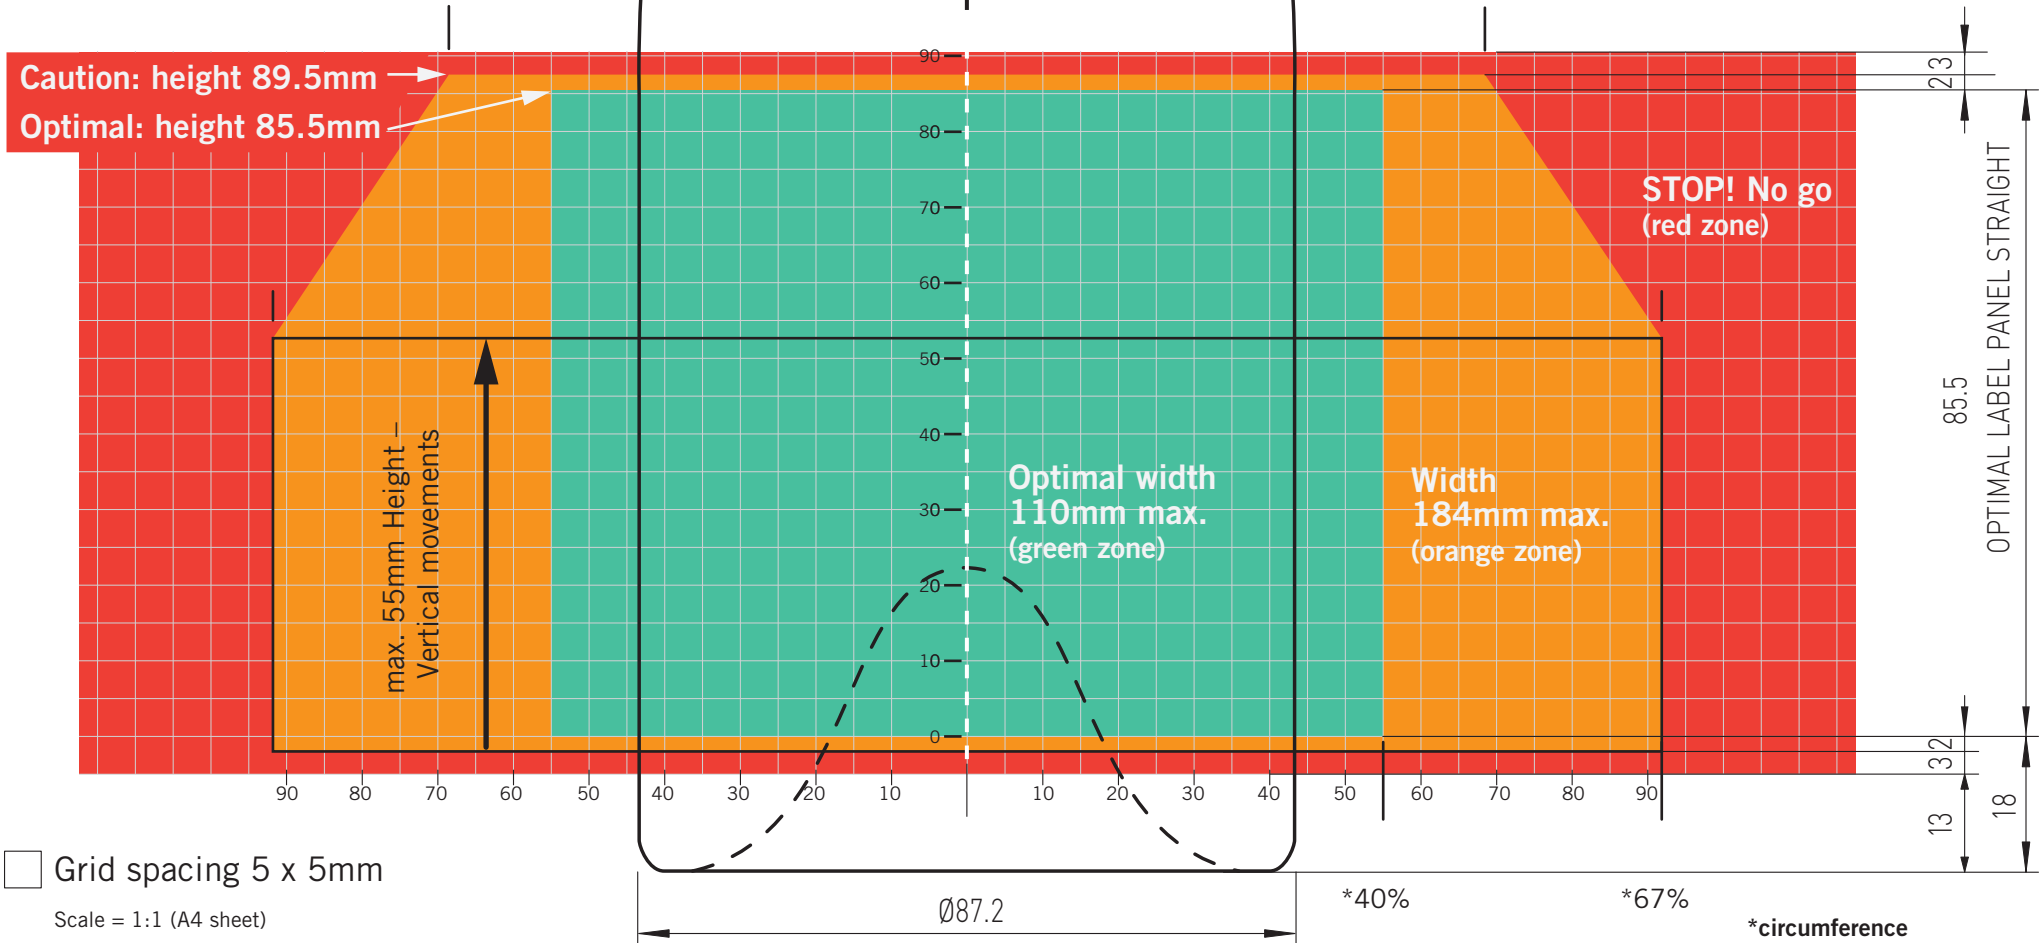 Caution: height 89.5mm
Optimal: height 85.5mm
90
80
70
60
50
40
30
20
10
0
STOP! No go
(red zone)
max. 55mm Height –
Vertical movements
Optimal width
110mm max.
(green zone)
Width
184mm max.
(orange zone)
3
2
85.5
OPTIMAL LABEL PANEL STRAIGHT
2
3
13
18
90 80 70 60 50 40 30 20 10 10 20 30 40 50 60 70 80 90
Grid spacing 5 x 5mm
Scale = 1:1 (A4 sheet)
Ø87.2
*40%
*67%
*circumference